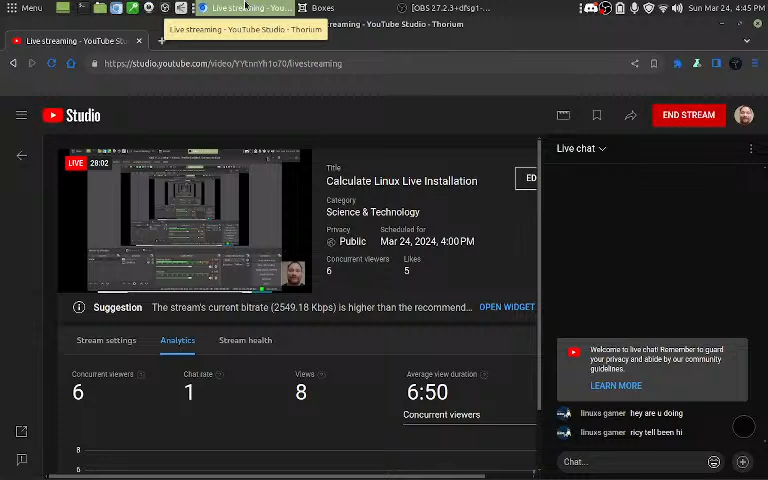 Menu
Live streaming - You...
Boxes
[OBS 27.2.3+dfsg1-...
Sun Mar 24, 4:45 PM
Live streaming - YouTube Studio - Thorium
Live streaming - YouTube Stu
https://studio.youtube.com/video/YYtnnYh1o70/livestreaming
Studio
END STREAM
LIVE 28:02
Title
Calculate Linux Live Installation
ED
Category
Science & Technology
Privacy
Scheduled for
Public
Mar 24, 2024, 4:00 PM
Concurrent viewers
Likes
6
5
Suggestion
The stream's current bitrate (2549.18 Kbps) is higher than the recommend...
OPEN WIDGET
Stream settings
Analytics
Stream health
Concurrent viewers
Chat rate
Views
Average view duration
6
1
8
6:50
Concurrent viewers
8
6
Live chat
Welcome to live chat! Remember to guard
your privacy and abide by our community
guidelines.
LEARN MORE
linuxs gamer hey are u doing
linuxs gamer ricy tell been hi
Chat...